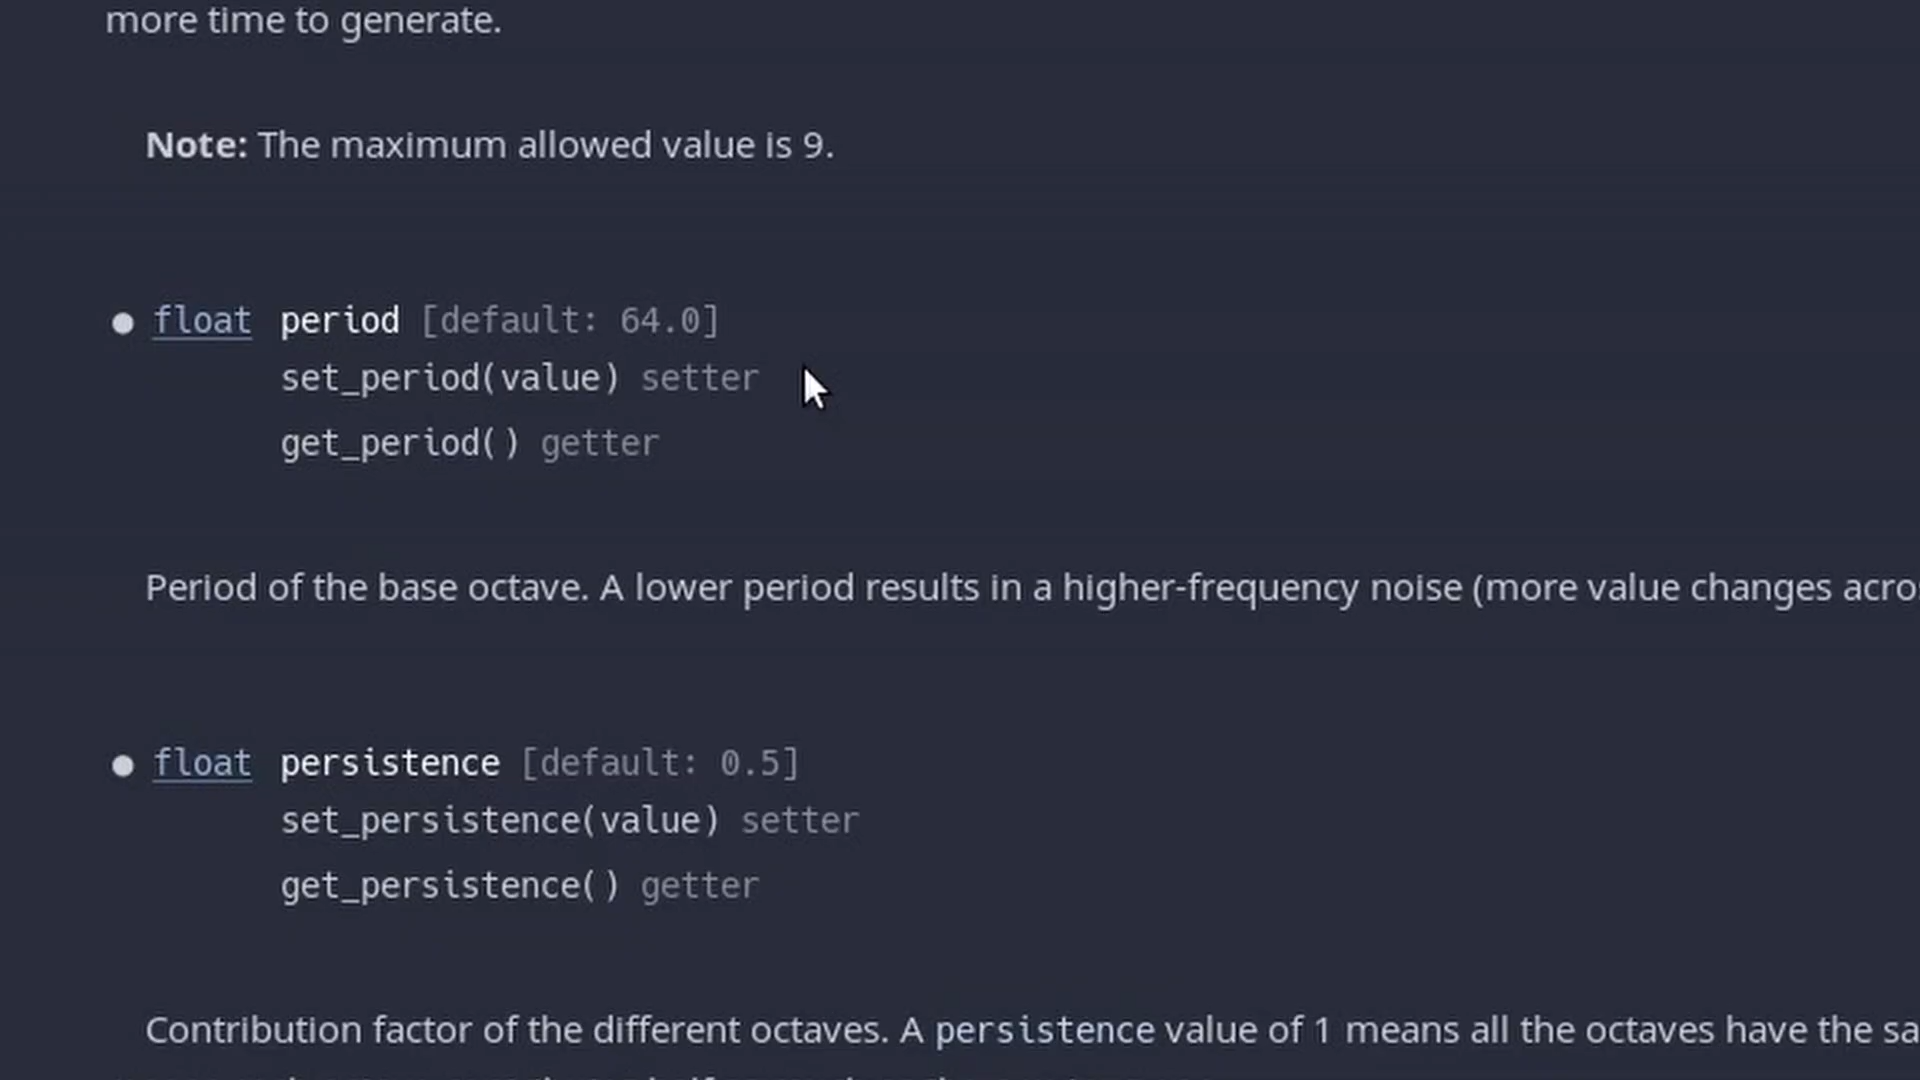 more time to generate.
Note: The maximum allowed value is 9.
float period [default: 64.0]
set_period(value) setter
get_period() getter
Period of the base octave. A lower period results in a higher-frequency noise (more value changes acro
float persistence [default: 0.5]
set_persistence(value) setter
get_persistence() getter
Contribution factor of the different octaves. A persistence value of 1 means all the octaves have the sa